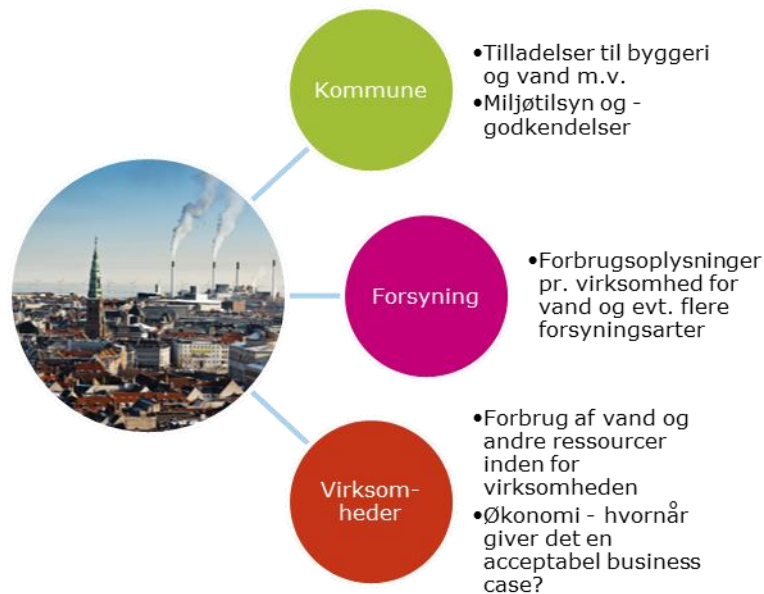 Kommune
•Tilladelser til byggeri
og vand m.v.
•Miljøtilsyn og -
godkendelser
Forsyning
•Forbrugsoplysninger
pr. virksomhed for
vand og evt. flere
forsyningsarter
Virksom-
heder
•Forbrug af vand og
andre ressourcer
inden for
virksomheden
•Økonomi - hvornår
giver det en
acceptabel business
case?